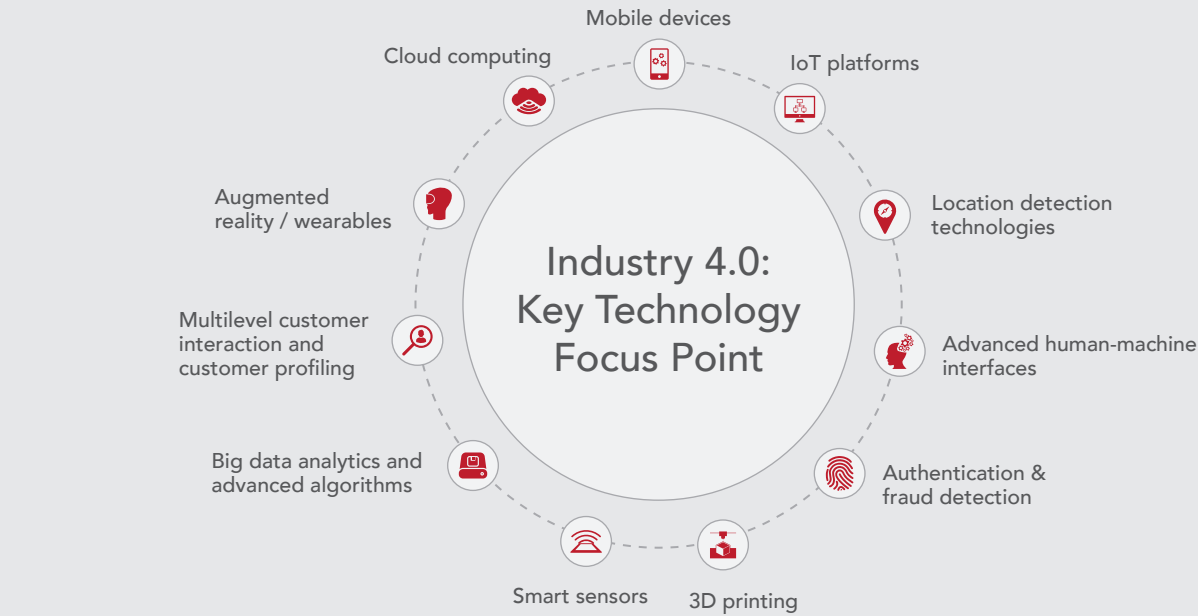 Mobile devices
Cloud computing
IoT platforms
Augmented
reality / wearables
Location detection
technologies
Industry 4.0:
Key Technology
Focus Point
Multilevel customer
interaction and
customer profiling
Advanced human-machine
interfaces
Big data analytics and
advanced algorithms
Authentication &
fraud detection
Smart sensors
3D printing